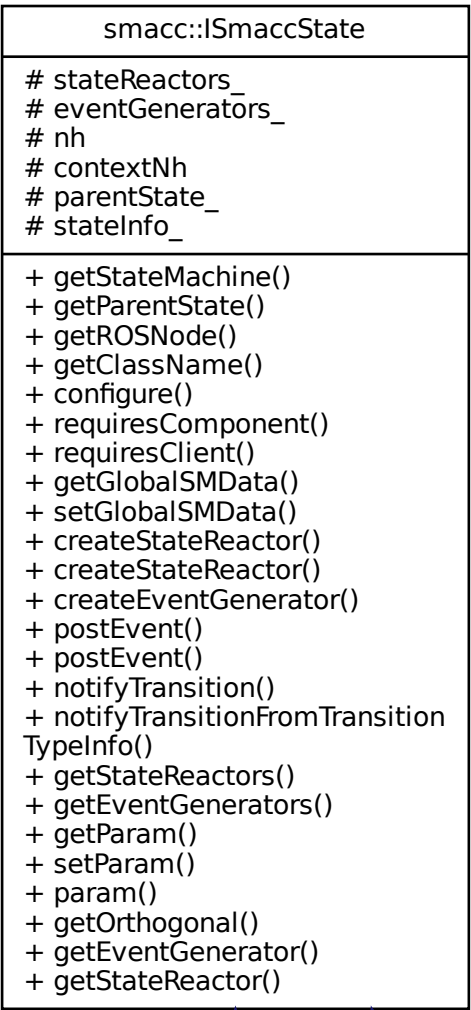 smacc::ISmaccState
# stateReactors_
# eventGenerators_
# nh
# contextNh
# parentState_
# stateInfo_
+ getStateMachine()
+ getParentState()
+ getROSNode()
+ getClassName()
+ configure()
+ requiresComponent()
+ requiresClient()
+ getGlobalSMData()
+ setGlobalSMData()
+ createStateReactor()
+ createStateReactor()
+ createEventGenerator()
+ postEvent()
+ postEvent()
+ notifyTransition()
+ notifyTransitionFromTransition
TypeInfo()
+ getStateReactors()
+ getEventGenerators()
+ getParam()
+ setParam()
+ param()
+ getOrthogonal()
+ getEventGenerator()
+ getStateReactor()